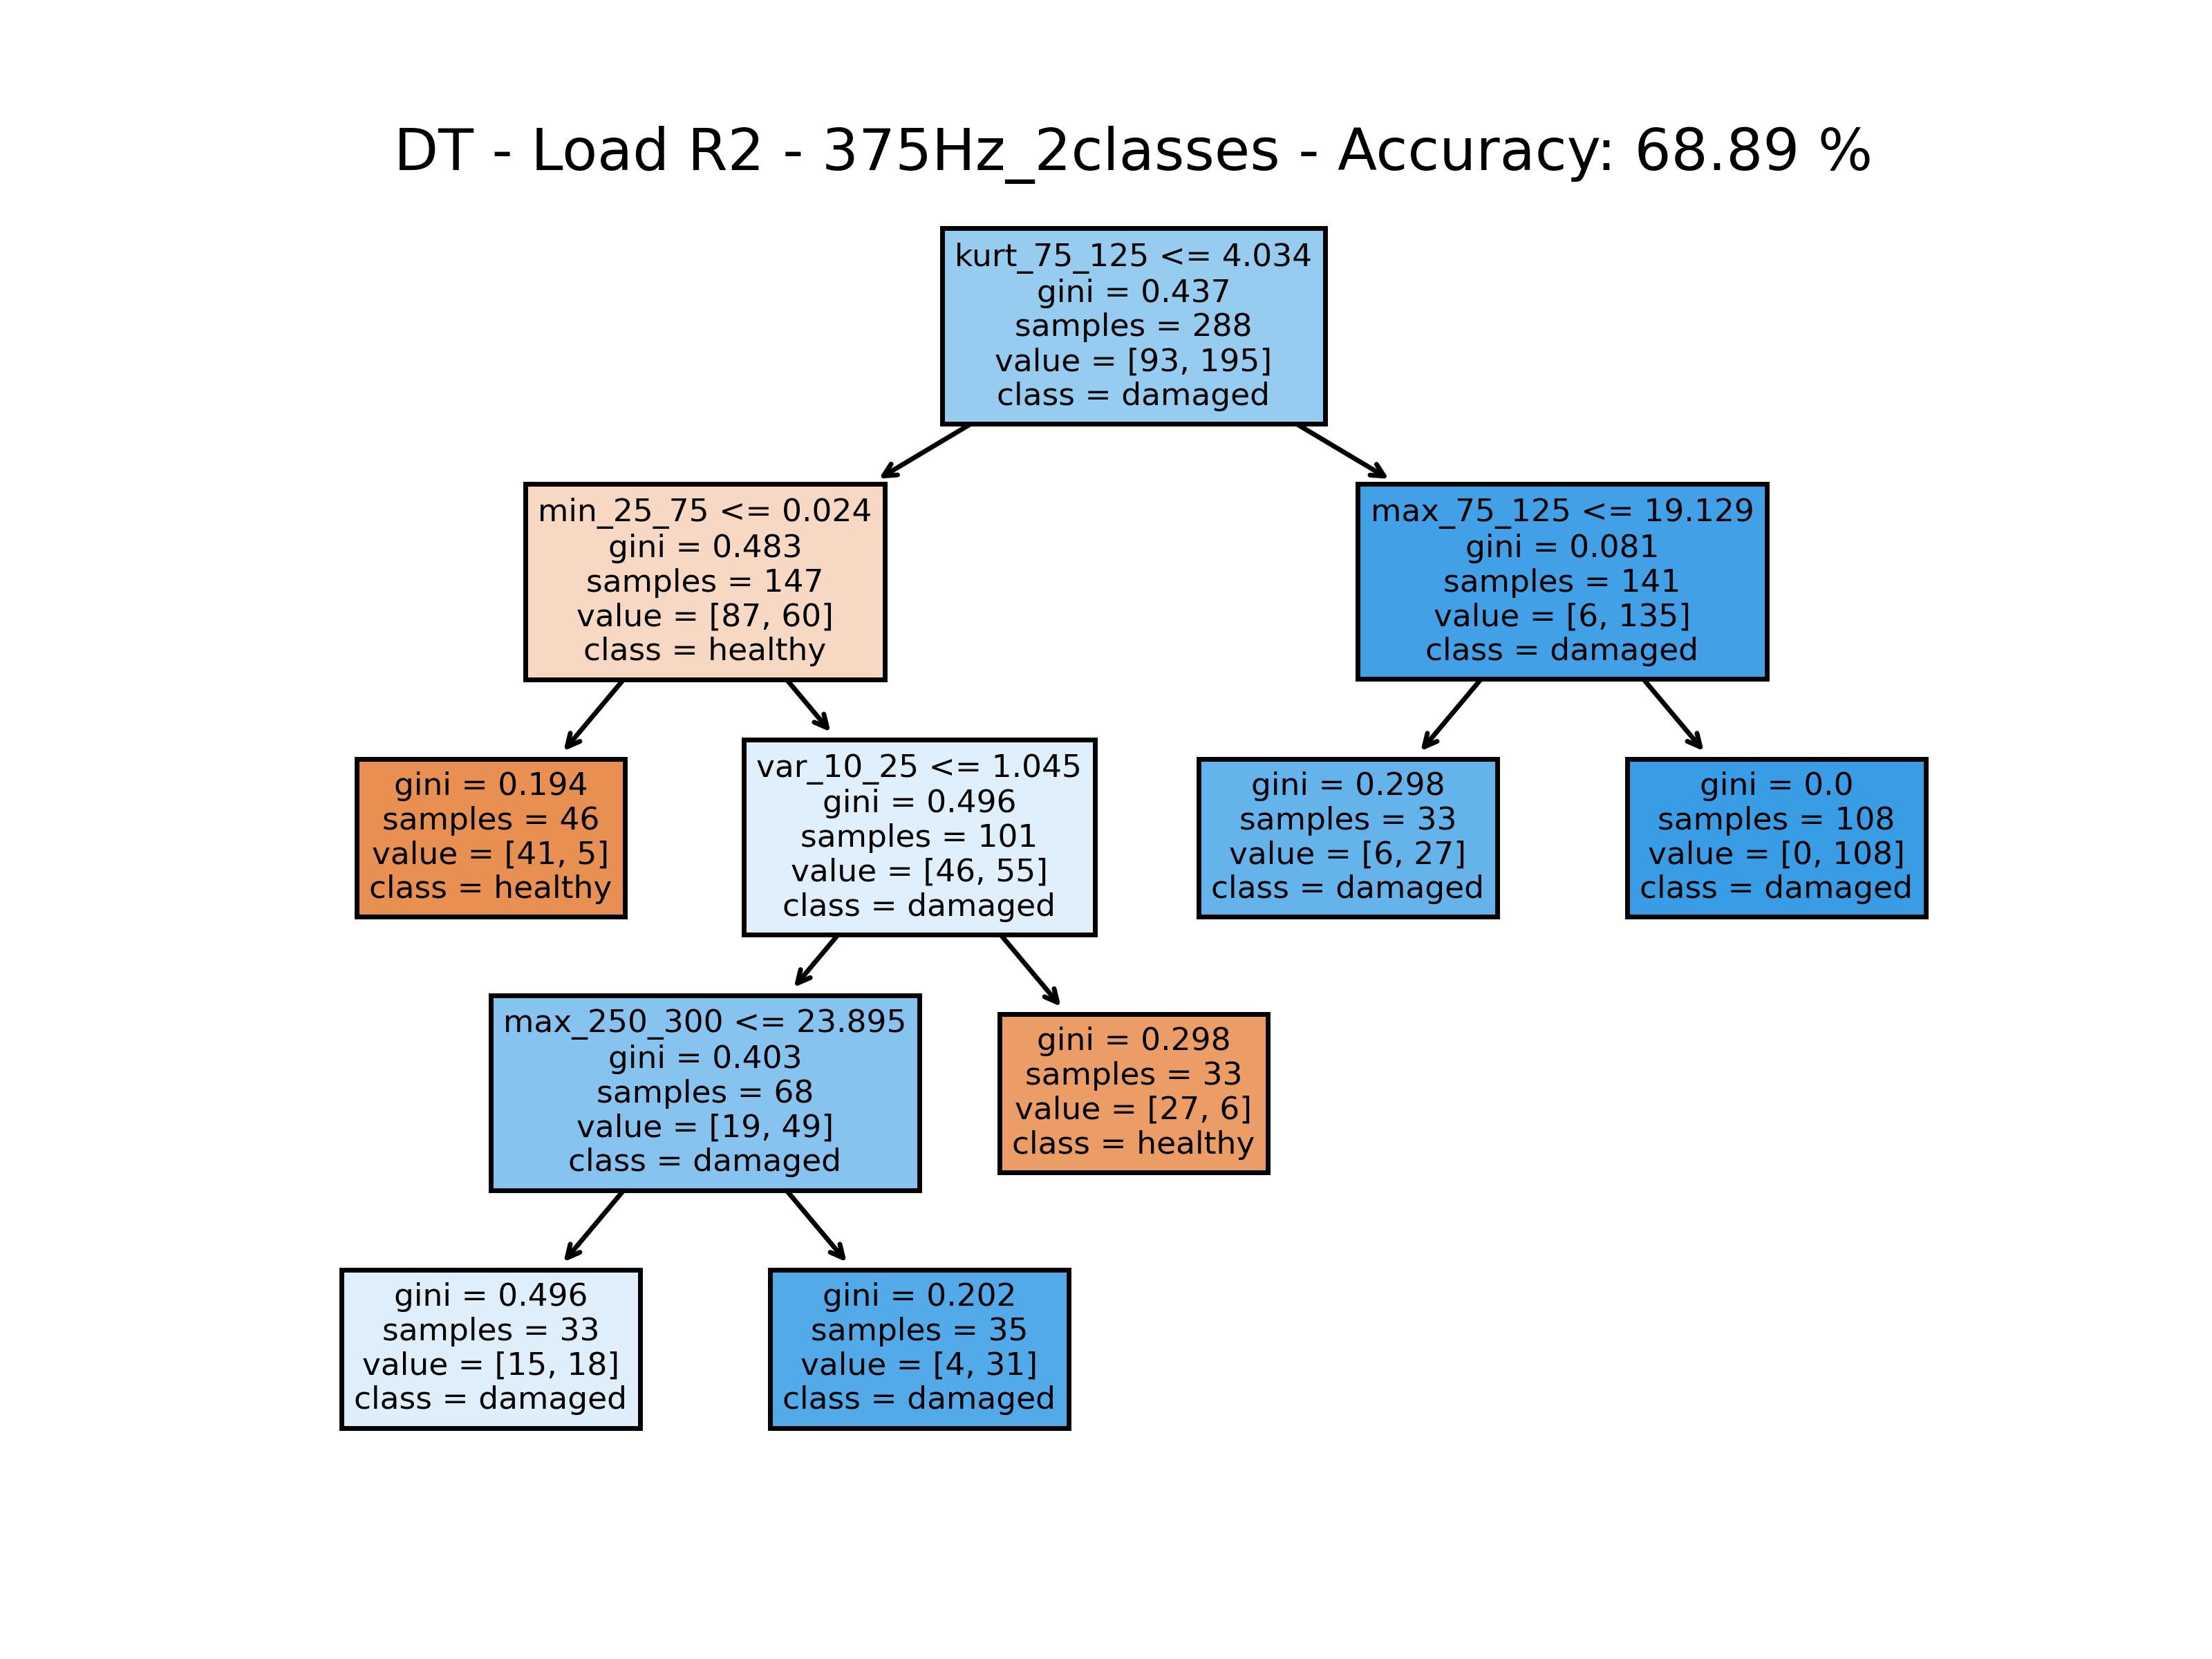 DT - Load R2 - 375Hz_2classes - Accuracy: 68.89 %
kurt_75_125 <= 4.034
gini = 0.437
samples = 288
value = [93, 195]
class = damaged
min_25_75 <= 0.024
gini = 0.483
samples = 147
value = [87, 60]
class = healthy
max_75_125 <= 19.129
gini = 0.081
samples = 141
value = [6, 135]
class = damaged
gini = 0.194
samples = 46
value = [41, 5]
class = healthy
var_10_25 <= 1.045
gini = 0.496
samples = 101
value = [46, 55]
class = damaged
gini = 0.298
samples = 33
value = [6, 27]
class = damaged
gini = 0.0
samples = 108
value = [0, 108]
class = damaged
max_250_300 <= 23.895
gini = 0.403
samples = 68
value = [19, 49]
class = damaged
gini = 0.298
samples = 33
value = [27, 6]
class = healthy
gini = 0.496
samples = 33
value = [15, 18]
class = damaged
gini = 0.202
samples = 35
value = [4, 31]
class = damaged